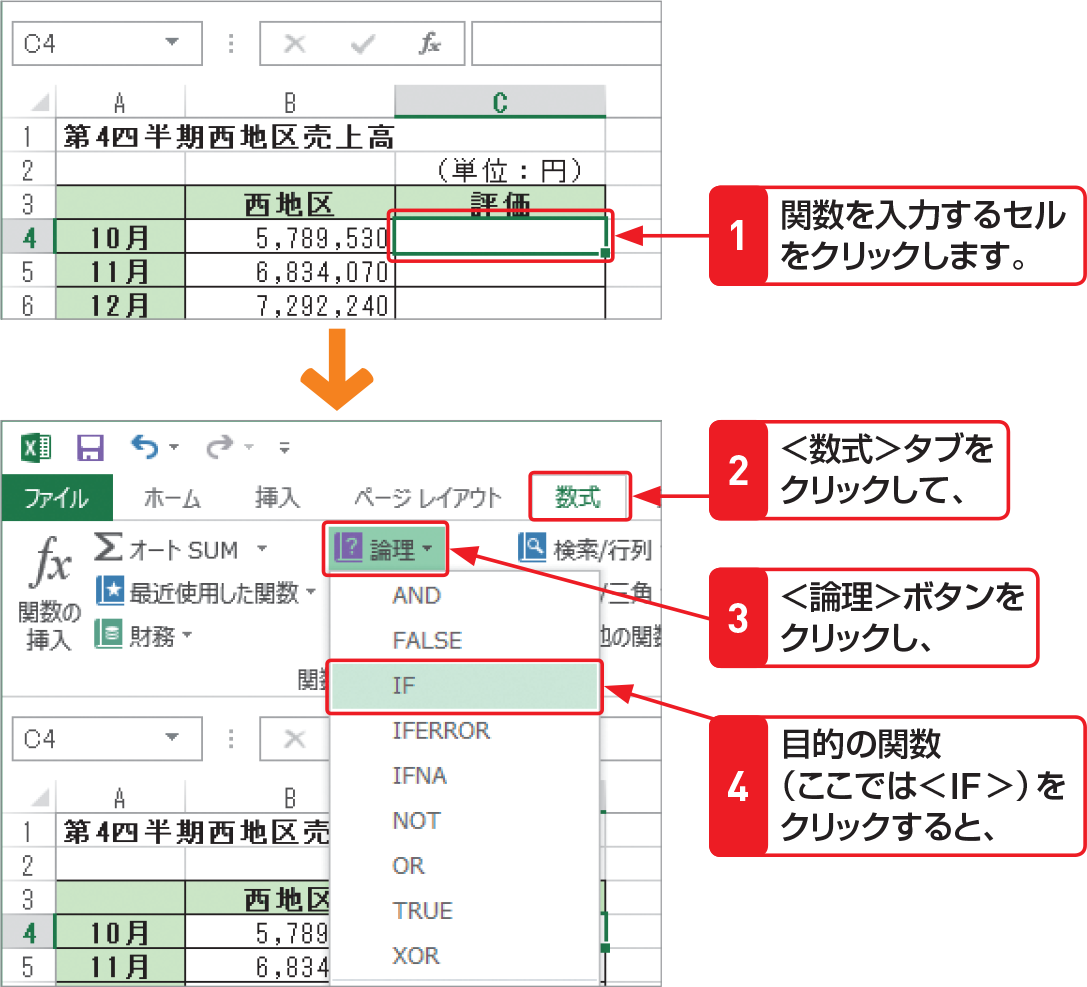 C4
fx
A B C
1 第4四半期西地区売上高
2 （単位：円）
3 西地区 評価
4 10月 5,789,530
5 11月 6,834,070
6 12月 7,292,240
1 関数を入力するセル
をクリックします。
ファイル ホーム 挿入 ページ レイアウト 数式
2 ＜数式＞タブを
クリックして、
fx
関数の
挿入
Σ オート SUM
最近使用した関数
財務
論理
検索/行列
/三角
関
AND
FALSE
IF
IFERROR
IFNA
NOT
OR
TRUE
XOR
3 ＜論理＞ボタンを
クリックし、
4 目的の関数
（ここでは＜IF＞）を
クリックすると、
C4
A B
1 第4四半期西地区売
2
3 西地区
4 10月 5,789
5 11月 6,834